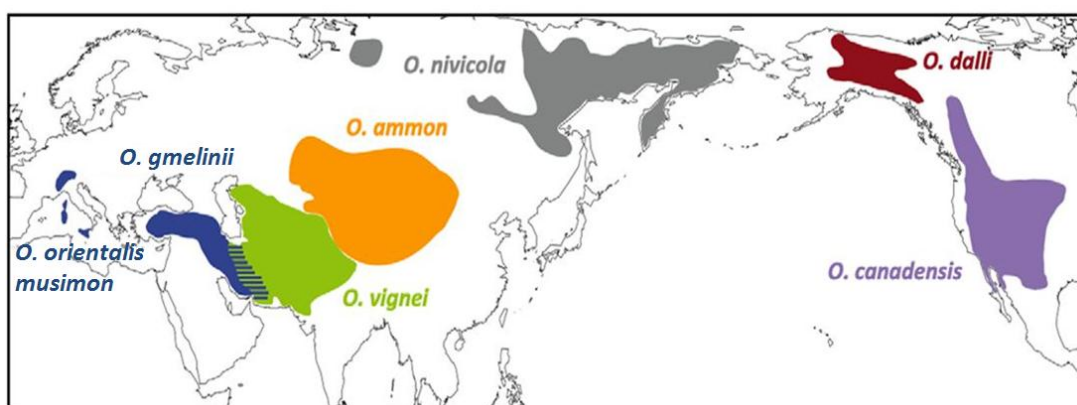 O. nivicola
O. dalli
O. ammon
O. gmelinii
O. orientalis
musimon
O. canadensis
O. vignei